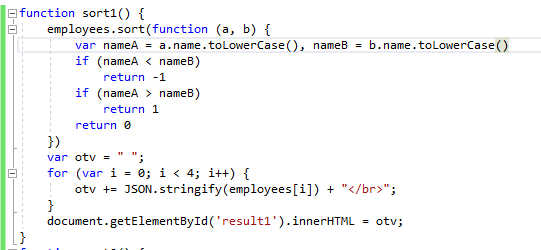 function sort1() {
employees.sort(function (a, b) {
var nameA = a.name.toLowerCase(), nameB = b.name.toLowerCase()
if (nameA < nameB)
return -1
if (nameA > nameB)
return 1
return 0
})
var otv = " ";
for (var i = 0; i < 4; i++) {
otv += JSON.stringify(employees[i]) + "</br>";
}
document.getElementById('result1').innerHTML = otv;
}